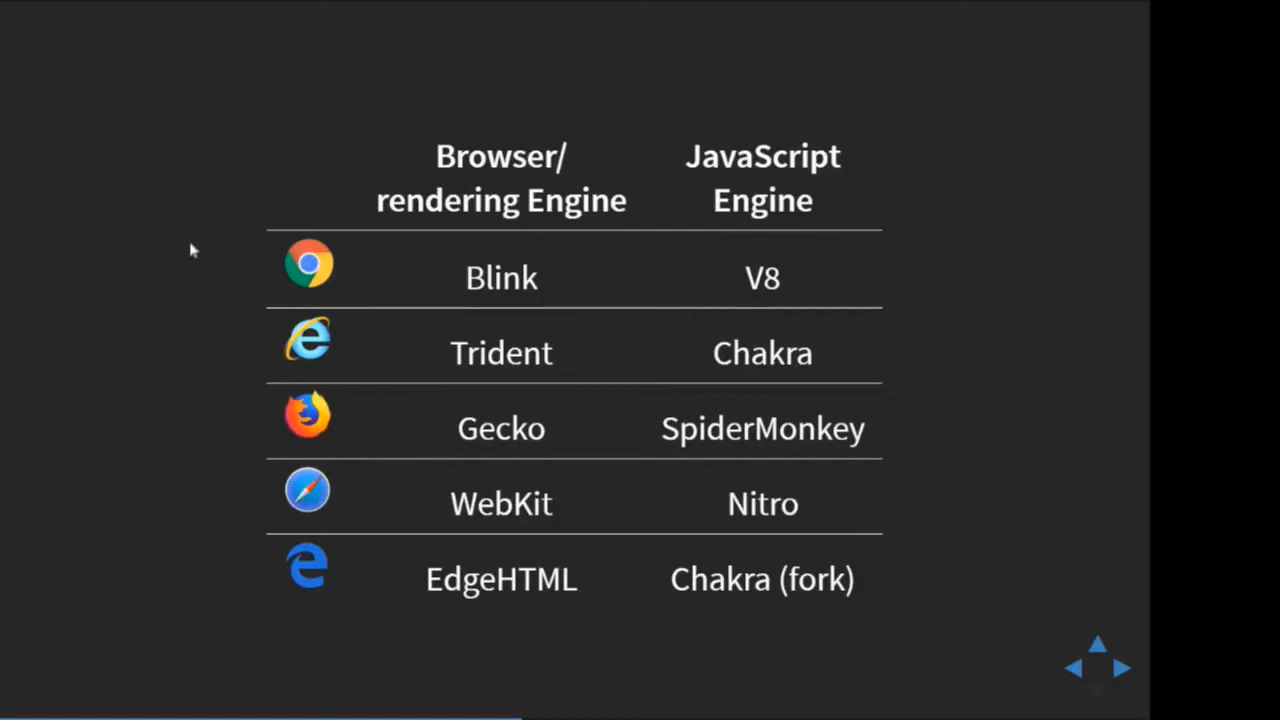 Browser/ JavaScript
rendering Engine Engine
Blink V8
Trident Chakra
Gecko SpiderMonkey
WebKit Nitro
EdgeHTML Chakra (fork)